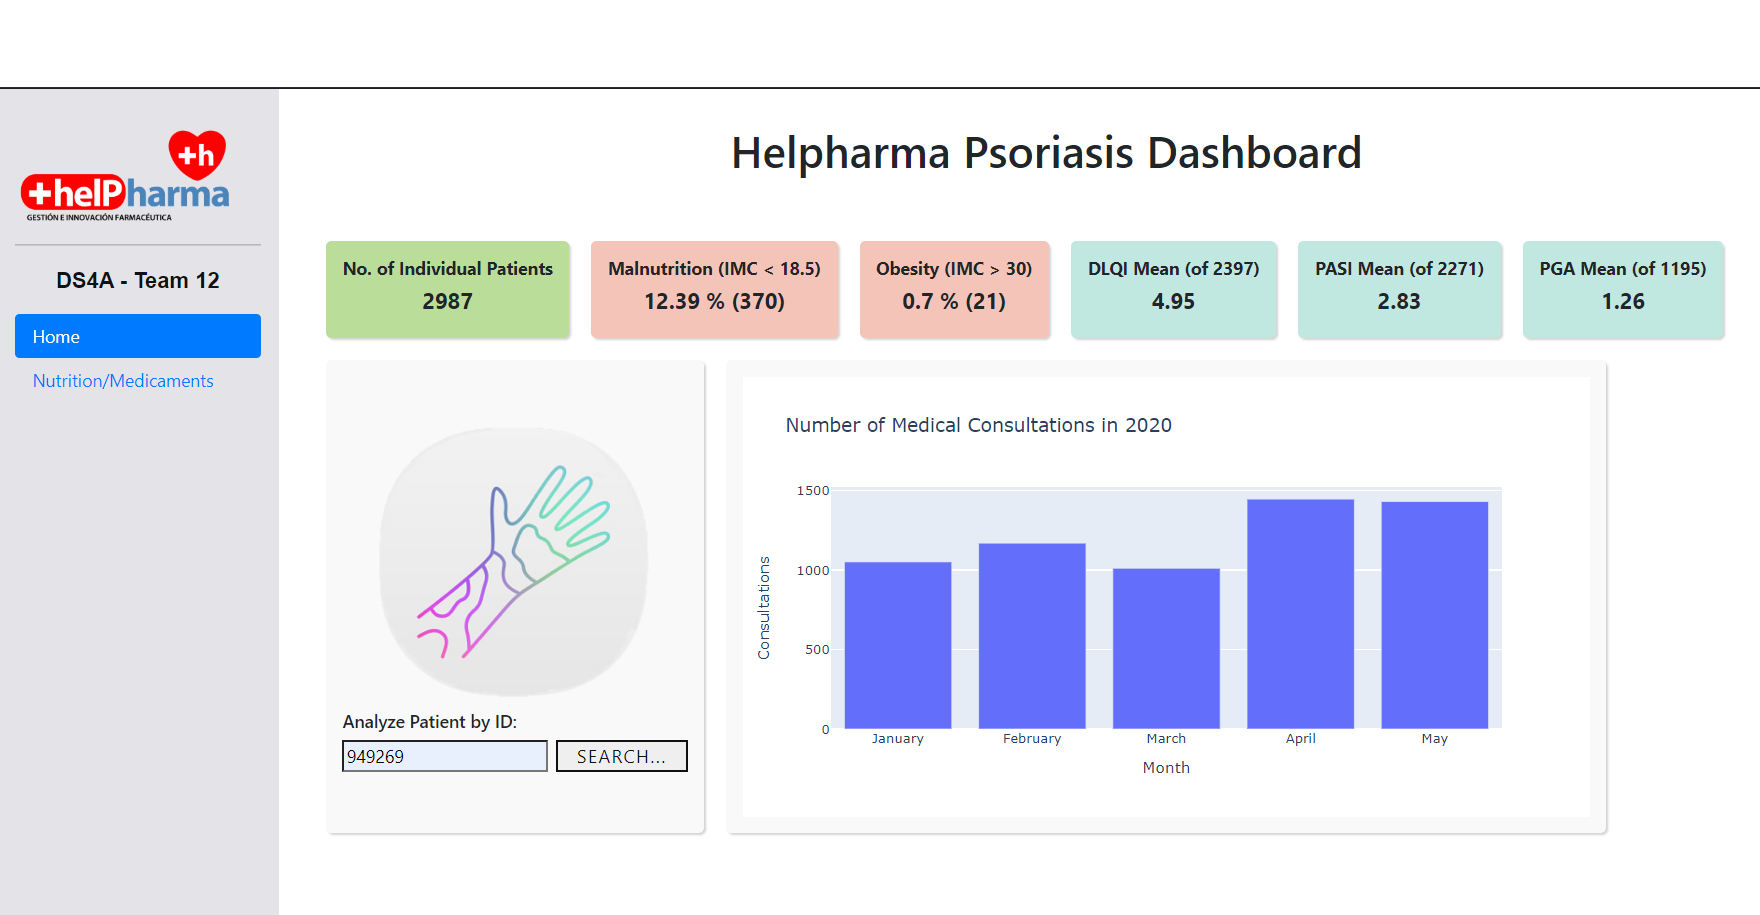 +h
+helPharma
GESTIÓN E INNOVACIÓN FARMACÉUTICA
DS4A - Team 12
Home
Nutrition/Medicaments
Helpharma Psoriasis Dashboard
No. of Individual Patients
2987
Malnutrition (IMC < 18.5)
12.39 % (370)
Obesity (IMC > 30)
0.7 % (21)
DLQI Mean (of 2397)
4.95
PASI Mean (of 2271)
2.83
PGA Mean (of 1195)
1.26
Analyze Patient by ID:
949269
SEARCH...
Number of Medical Consultations in 2020
Consultations
1500
1000
500
0
January
February
March
April
May
Month